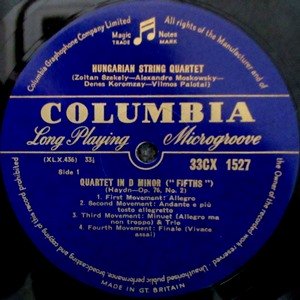 Columbia Graphophone Company Limited
All rights of the Manufacturer and of
Magic Notes
TRADE MARK
HUNGARIAN STRING QUARTET
(Zoltan Szekely—Alexandre Moskowsky—
Denes Koromzay—Vilmos Palotai)
COLUMBIA
Long Playing Microgroove
(XLX.436) 33⅓
33CX 1527
Side 1
QUARTET IN D MINOR ("FIFTHS")
(Haydn—Op. 76, No. 2)
1. First Movement: Allegro
2. Second Movement: Andante e più
tosto allegretto
3. Third Movement: Minuet (Allegro ma
non troppo) & Trio
4. Fourth Movement: Finale (Vivace
assai)
the Owner of the recorded work reserved.
Unauthorised public performance, broadcasting and copying of this record prohibited
MADE IN GT. BRITAIN